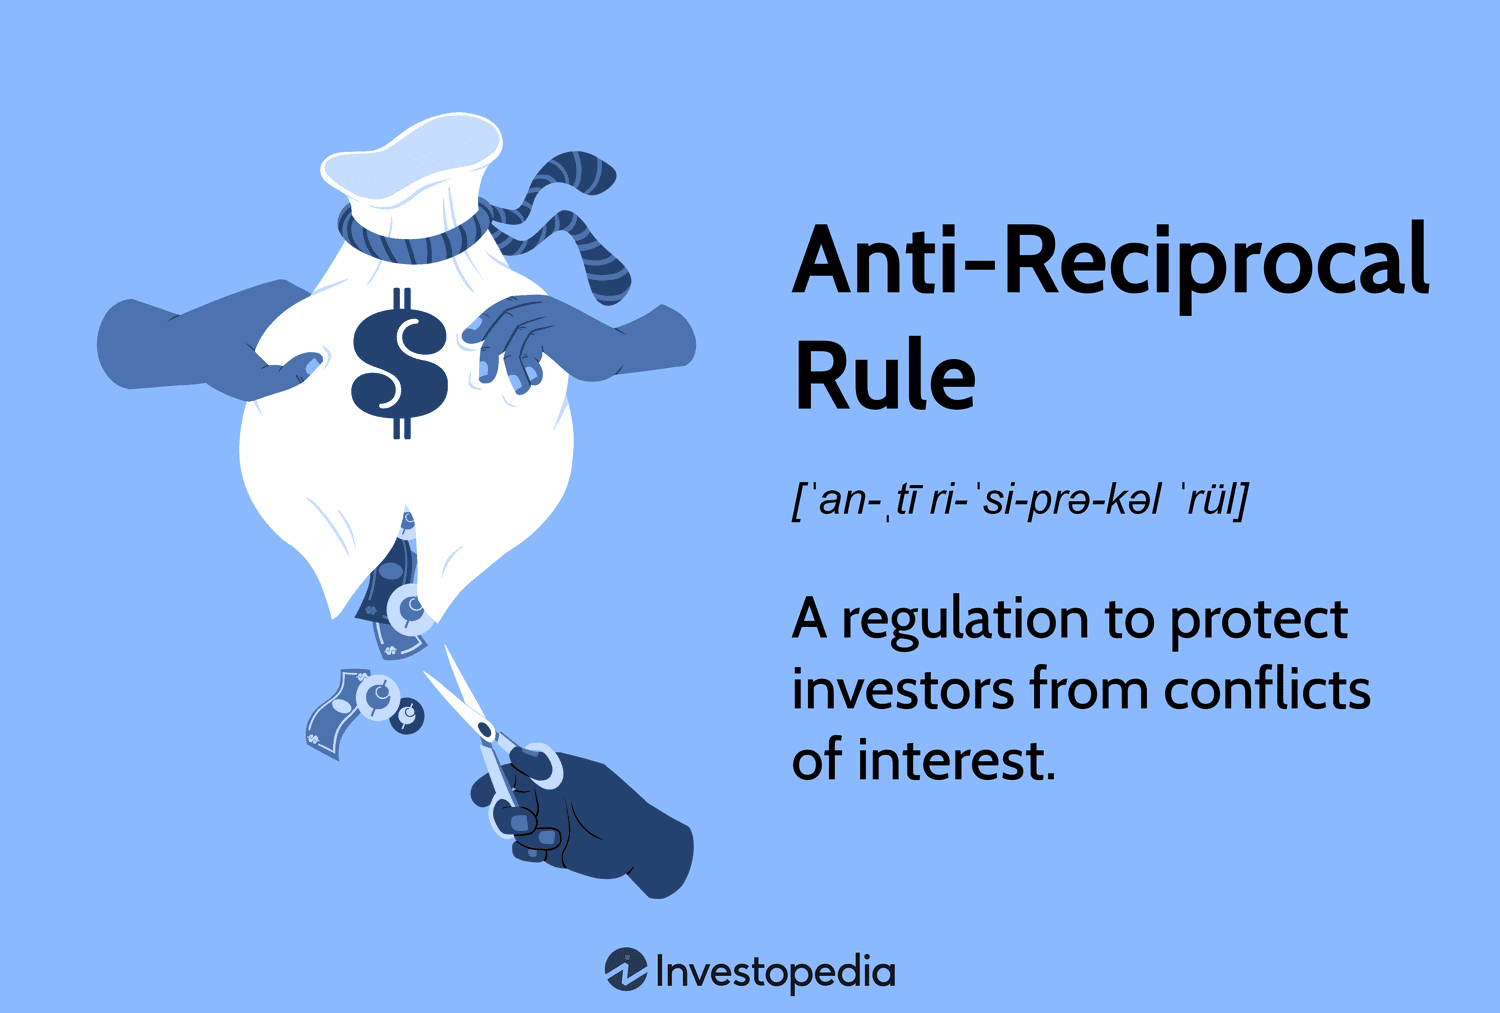 Anti-Reciprocal
Rule
[ˈan-ˌtī ri-ˈsi-prə-kəl ˈrül]
A regulation to protect
investors from conflicts
of interest.
$
Investopedia